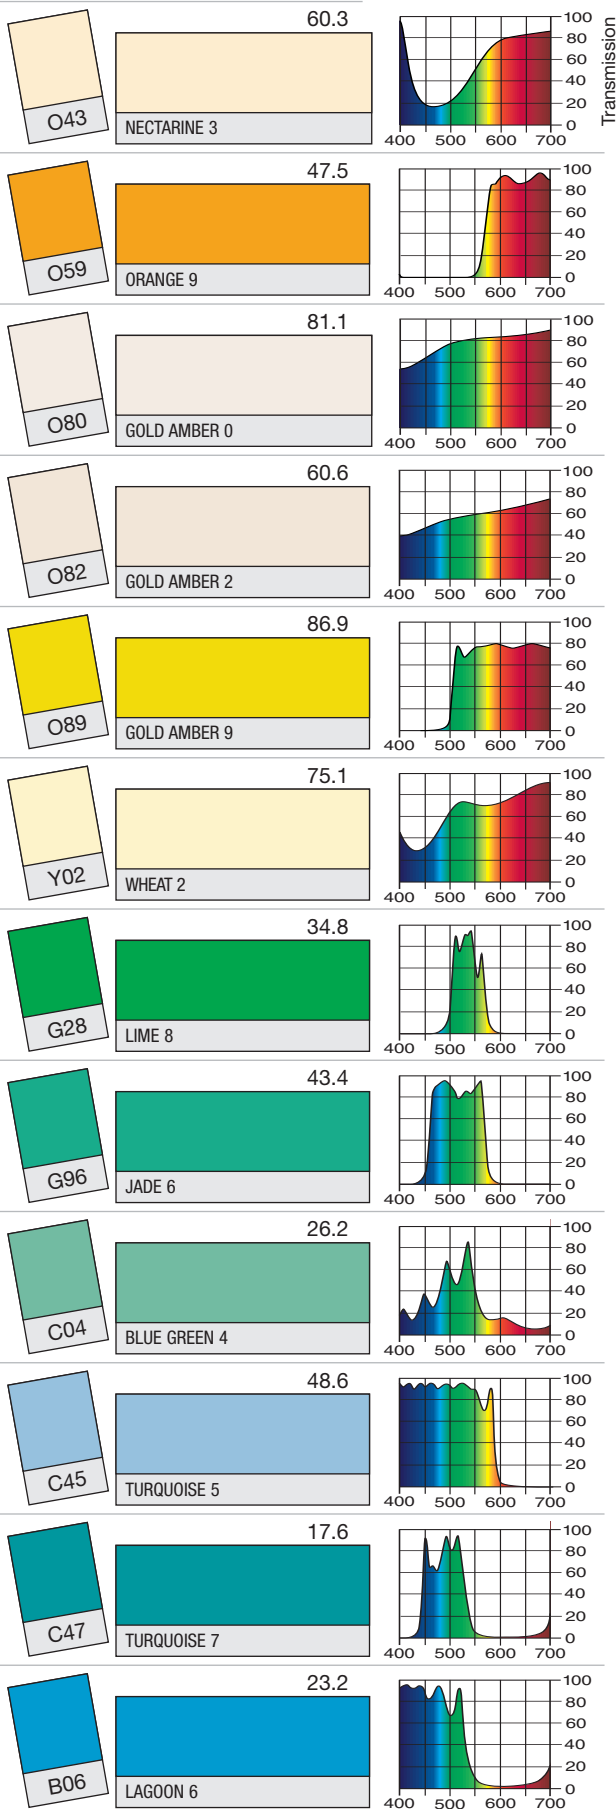 60.3
O43
NECTARINE 3
100
80
60
40
20
0
400 500 600 700
Transmission
47.5
O59
ORANGE 9
100
80
60
40
20
0
400 500 600 700
81.1
O80
GOLD AMBER 0
100
80
60
40
20
0
400 500 600 700
60.6
O82
GOLD AMBER 2
100
80
60
40
20
0
400 500 600 700
86.9
O89
GOLD AMBER 9
100
80
60
40
20
0
400 500 600 700
75.1
Y02
WHEAT 2
100
80
60
40
20
0
400 500 600 700
34.8
G28
LIME 8
100
80
60
40
20
0
400 500 600 700
43.4
G96
JADE 6
100
80
60
40
20
0
400 500 600 700
26.2
C04
BLUE GREEN 4
100
80
60
40
20
0
400 500 600 700
48.6
C45
TURQUOISE 5
100
80
60
40
20
0
400 500 600 700
17.6
C47
TURQUOISE 7
100
80
60
40
20
0
400 500 600 700
23.2
B06
LAGOON 6
100
80
60
40
20
0
400 500 600 700